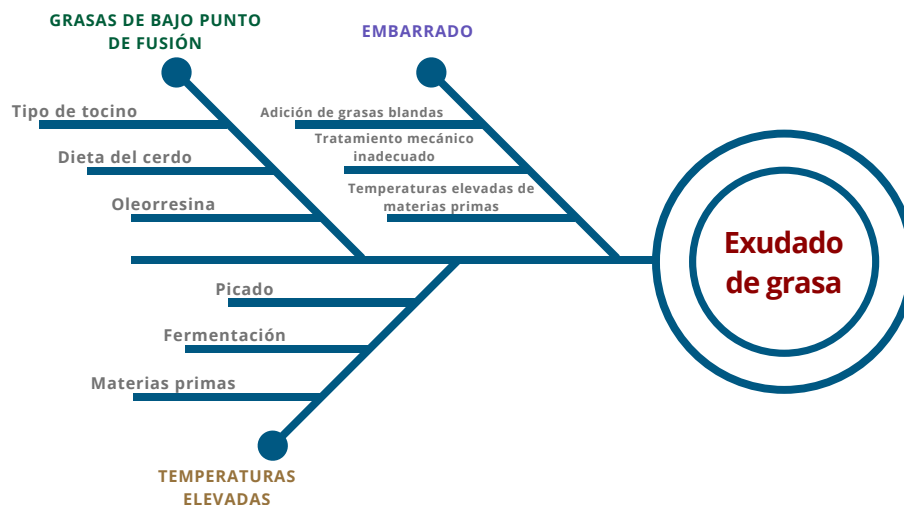 GRASAS DE BAJO PUNTO
DE FUSIÓN
Tipo de tocino
Dieta del cerdo
Oleorresina
EMBARRADO
Adición de grasas blandas
Tratamiento mecánico
inadecuado
Temperaturas elevadas de
materias primas
Exudado
de grasa
Picado
Fermentación
Materias primas
TEMPERATURAS
ELEVADAS